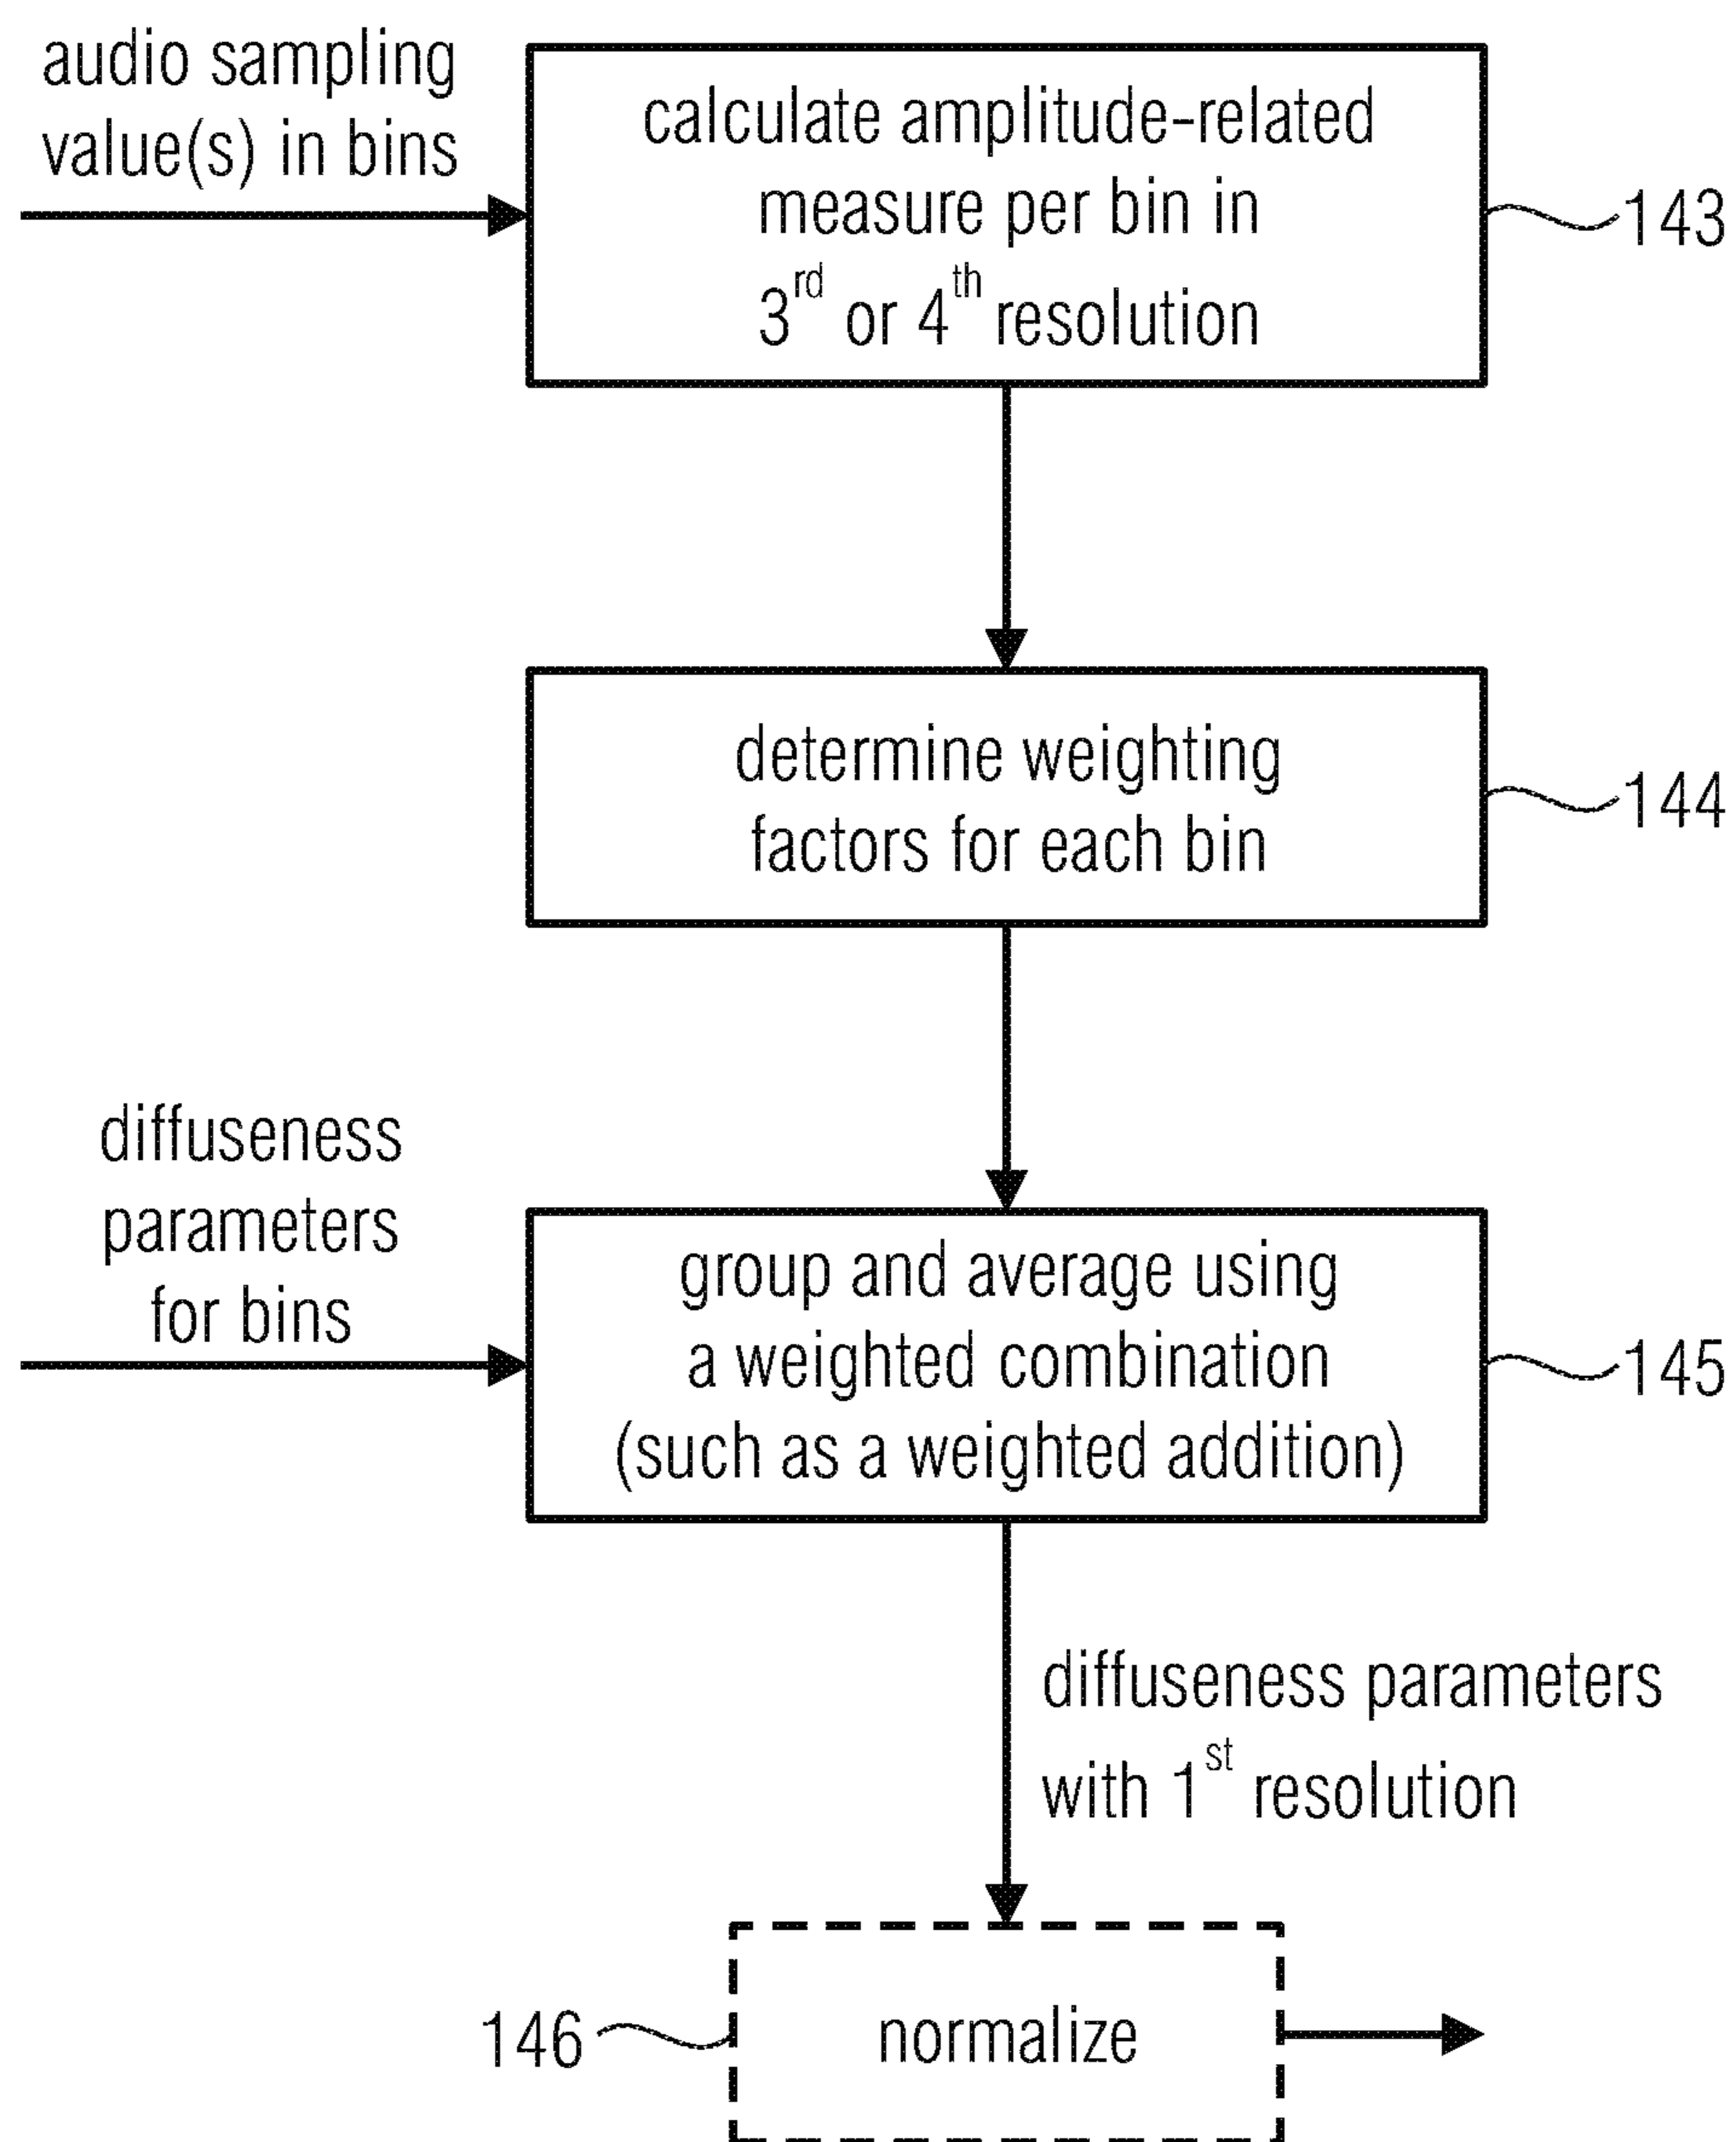 audio sampling
value(s) in bins
calculate amplitude-related
measure per bin in
3rd or 4th resolution
143
determine weighting
factors for each bin
144
diffuseness
parameters
for bins
group and average using
a weighted combination
(such as a weighted addition)
145
diffuseness parameters
with 1st resolution
146
normalize